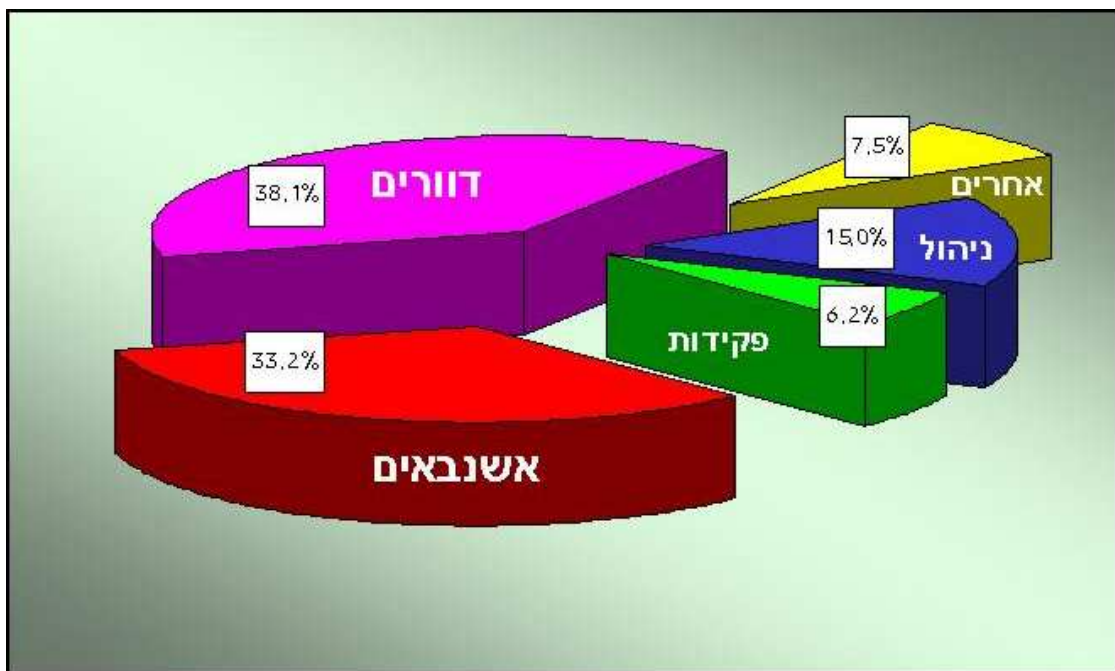 7,5%
אחרים
38,1%
דוורים
15,0%
ניהול
6,2%
פקידות
33,2%
אשנבאים